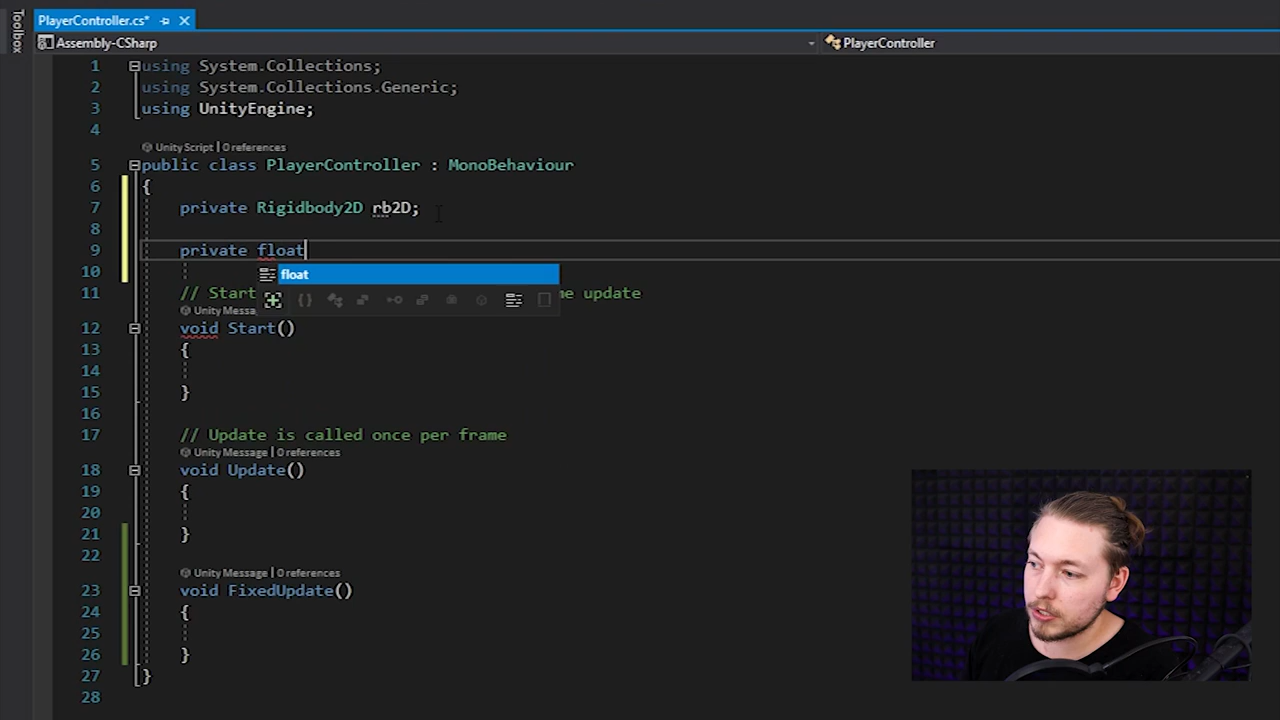 Toolbox
PlayerController.cs*
Assembly-CSharp
PlayerController
1 using System.Collections;
2 using System.Collections.Generic;
3 using UnityEngine;
4
Unity Script | 0 references
5 public class PlayerController : MonoBehaviour
6 {
7 private Rigidbody2D rb2D;
8
9 private float
float
10
11 // Start me update
Unity Messa
12 void Start()
13 {
14
15 }
16
17 // Update is called once per frame
Unity Message | 0 references
18 void Update()
19 {
20
21 }
22
Unity Message | 0 references
23 void FixedUpdate()
24 {
25
26 }
27 }
28